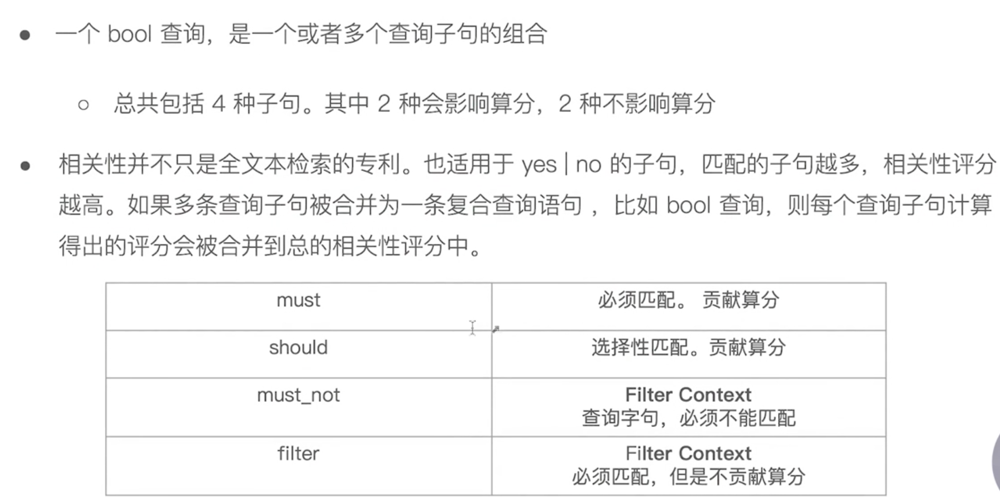 一个 bool 查询，是一个或者多个查询子句的组合
总共包括 4 种子句。其中 2 种会影响算分，2 种不影响算分
相关性并不只是全文本检索的专利。也适用于 yes | no 的子句，匹配的子句越多，相关性评分
越高。如果多条查询子句被合并为一条复合查询语句 ，比如 bool 查询，则每个查询子句计算
得出的评分会被合并到总的相关性评分中。
must
必须匹配。 贡献算分
should
选择性匹配。贡献算分
must_not
Filter Context
查询字句，必须不能匹配
filter
Filter Context
必须匹配，但是不贡献算分